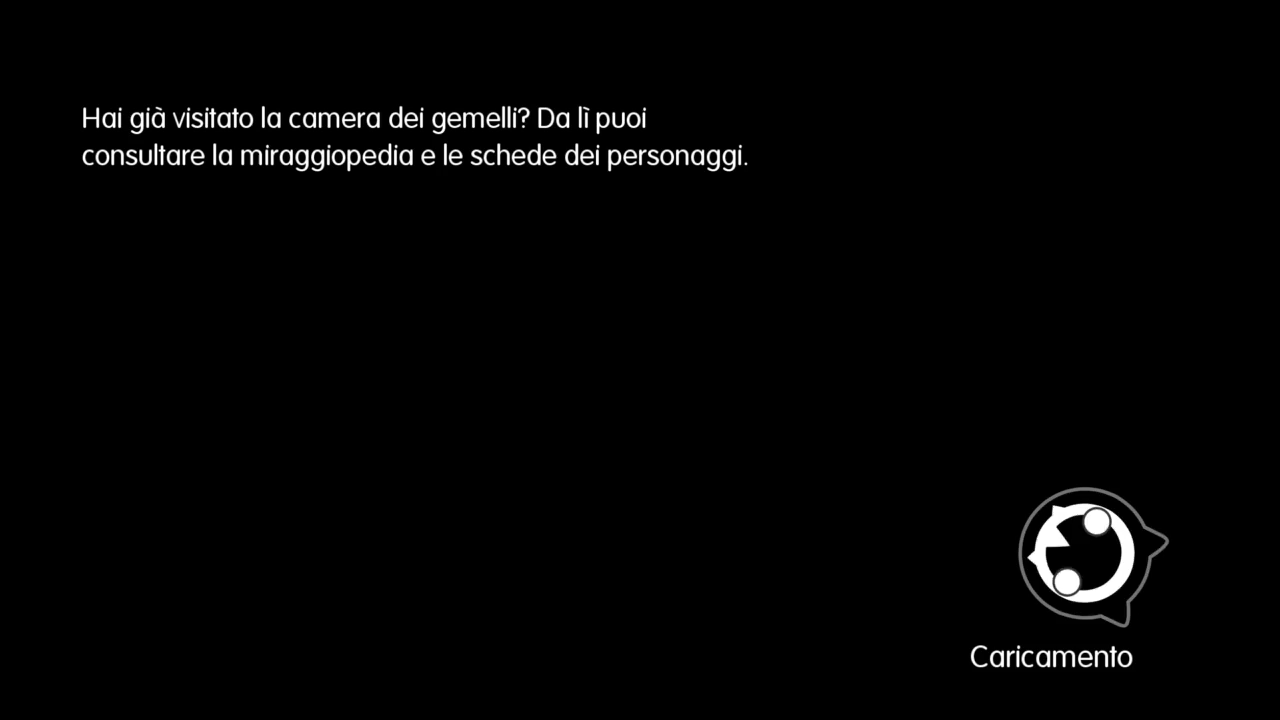 Hai già visitato la camera dei gemelli? Da lì puoi
consultare la miraggiopedia e le schede dei personaggi.
Caricamento